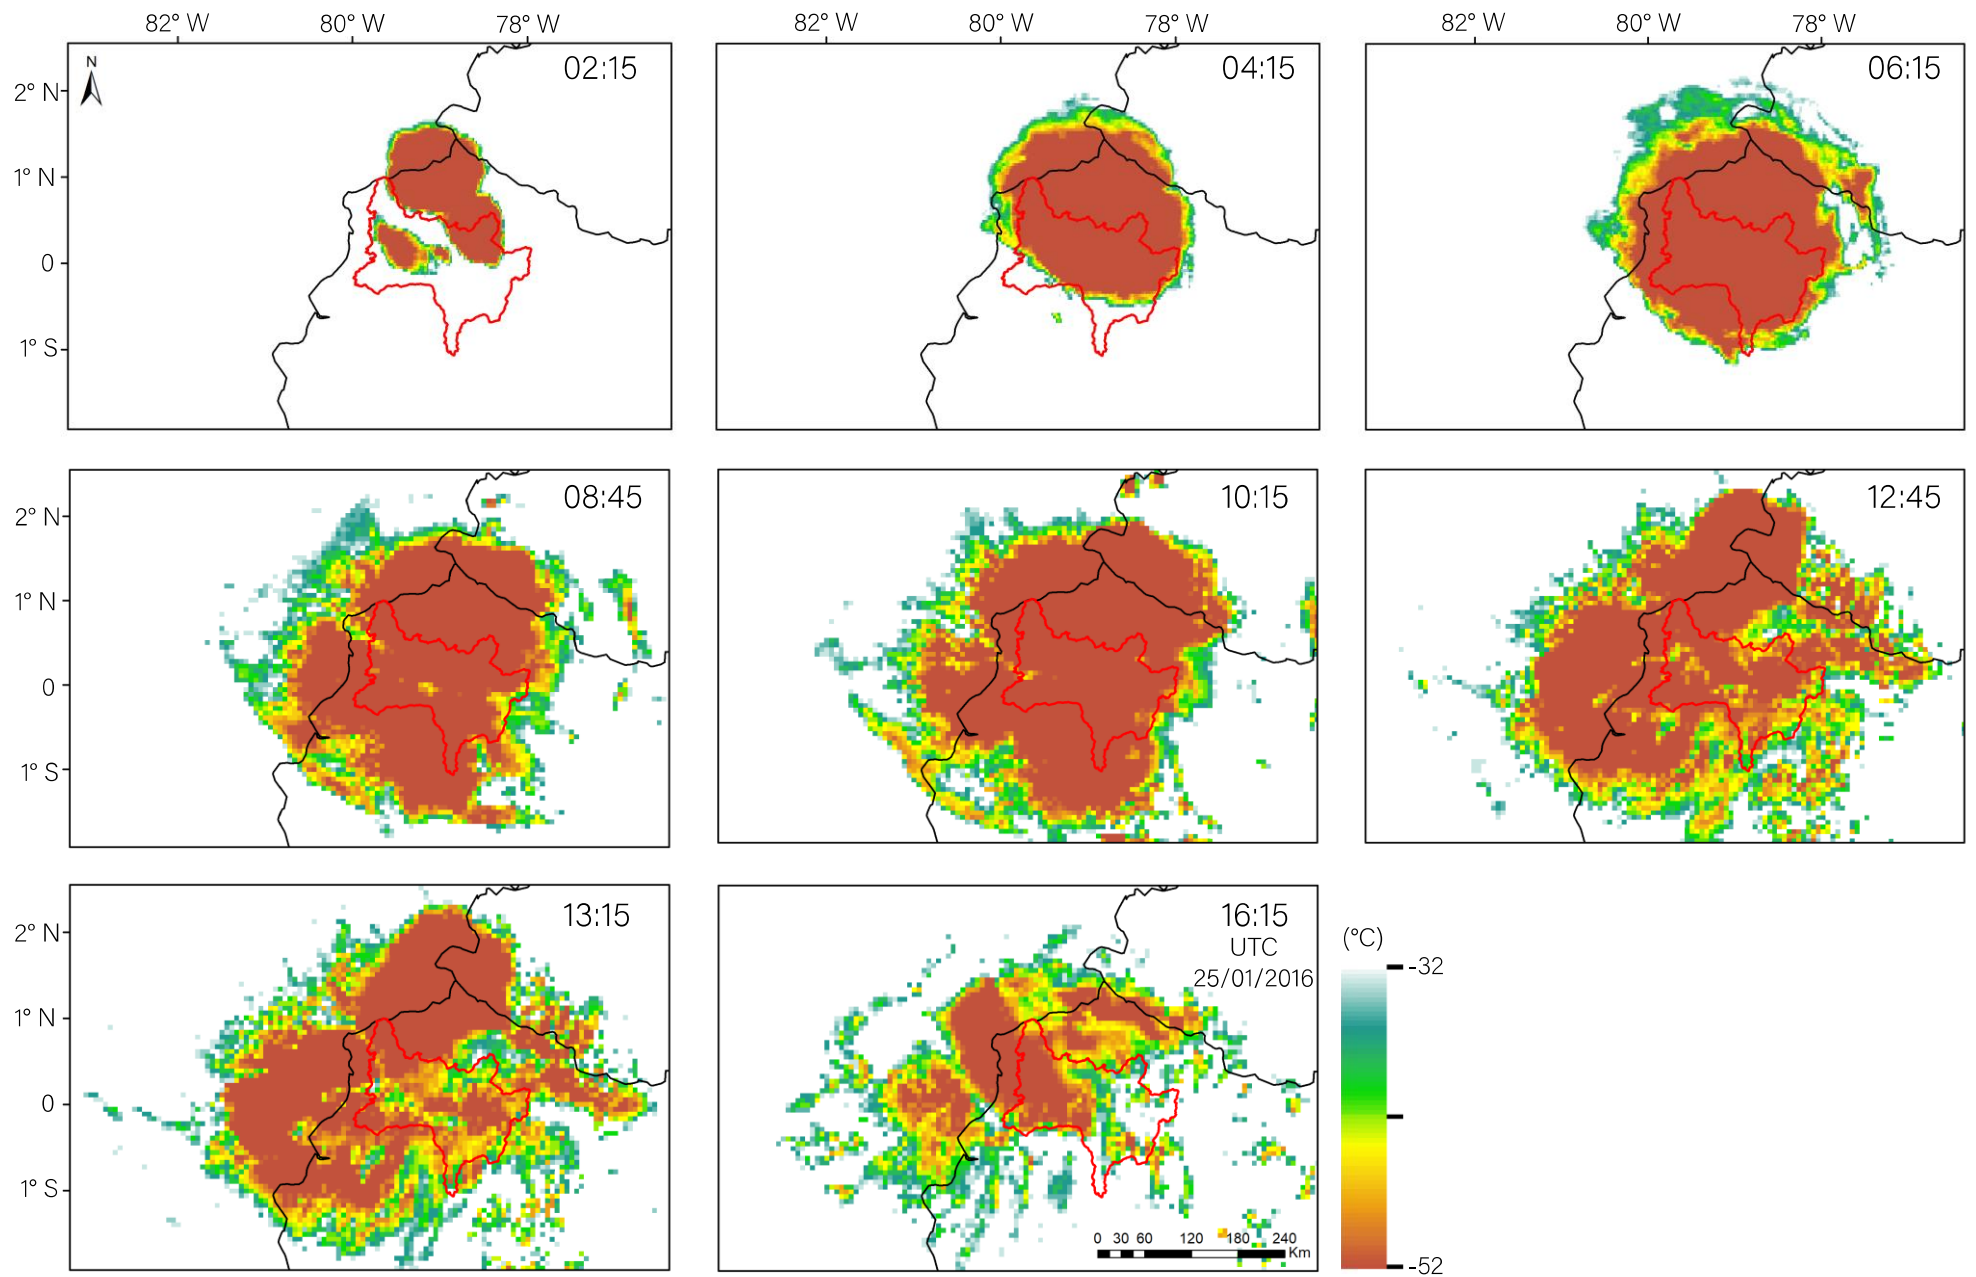 82° W 80° W 78° W 82° W 80° W 78° W 82° W 80° W 78° W
N 02:15 04:15 06:15
2° N
1° N
0
1° S
08:45 10:15 12:45
2° N
1° N
0
1° S
13:15 16:15
UTC
25/01/2016
2° N
1° N
0
1° S
0 30 60 120 180 240
Km
(°C)
-32
-52